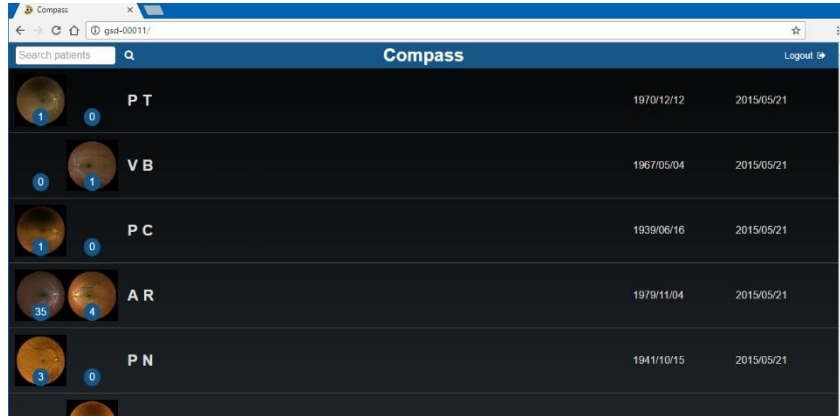 Compass
gsd-00011/
Search patients Compass Logout
1 0 P T 1970/12/12 2015/05/21
0 1 V B 1967/05/04 2015/05/21
1 0 P C 1939/06/16 2015/05/21
35 4 A R 1979/11/04 2015/05/21
3 0 P N 1941/10/15 2015/05/21